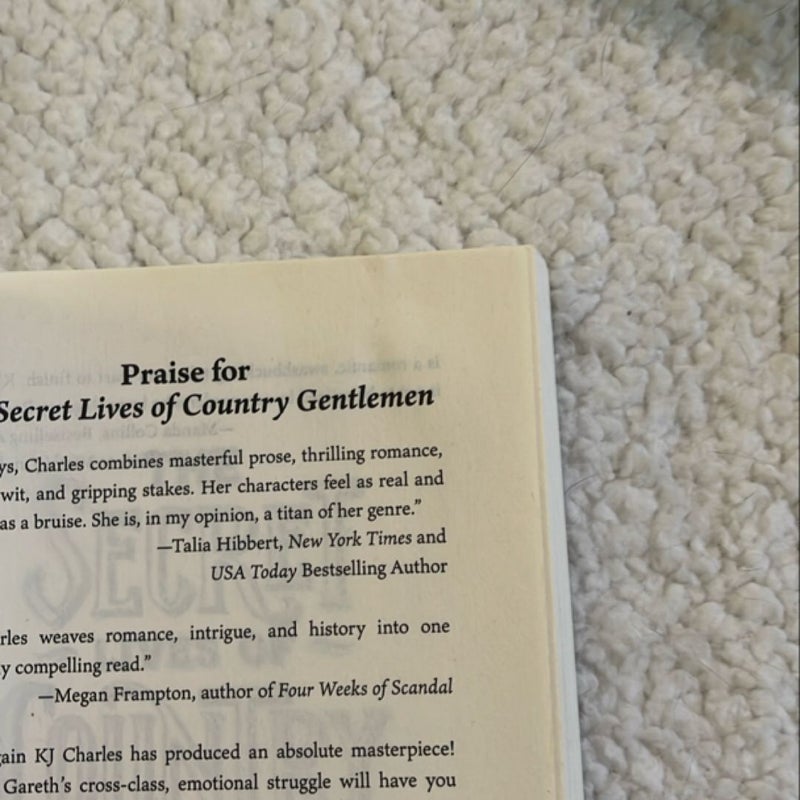 Praise for
Secret Lives of Country Gentlemen
ys, Charles combines masterful prose, thrilling romance,
wit, and gripping stakes. Her characters feel as real and
as a bruise. She is, in my opinion, a titan of her genre.”
—Talia Hibbert, New York Times and
USA Today Bestselling Author
rles weaves romance, intrigue, and history into one
y compelling read.”
—Megan Frampton, author of Four Weeks of Scandal
gain KJ Charles has produced an absolute masterpiece!
Gareth’s cross-class, emotional struggle will have you